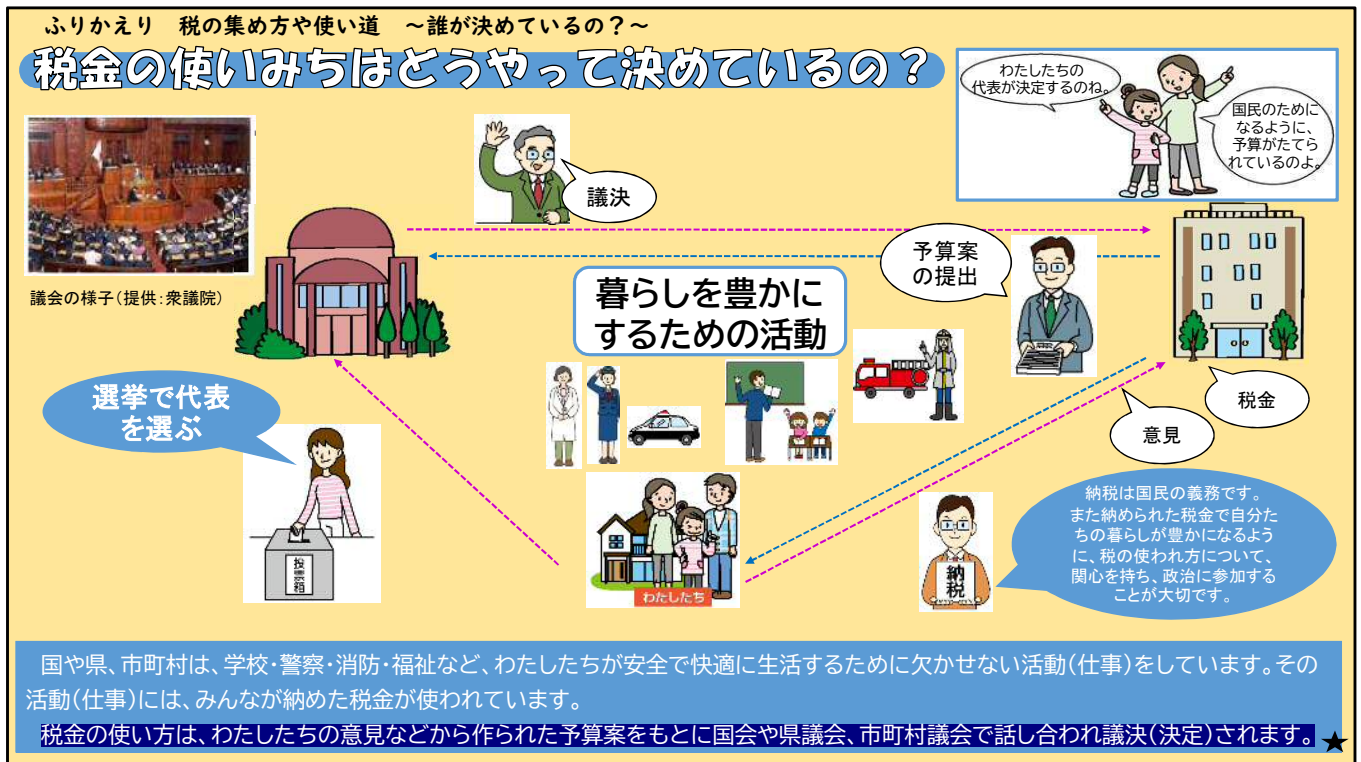 ふりかえり 税の集め方や使い道 ～誰が決めているの？～
税金の使いみちはどうやって決めているの？
わたしたちの
代表が決定するのね。
国民のために
なるように、
予算がたてら
れているのよ。
議決
議会の様子（提供：衆議院）
予算案
の提出
暮らしを豊かに
するための活動
選挙で代表
を選ぶ
税金
意見
投票箱
わたしたち
納税
納税は国民の義務です。
また納められた税金で自分た
ちの暮らしが豊かになるよう
に、税の使われ方について、
関心を持ち、政治に参加する
ことが大切です。
国や県、市町村は、学校・警察・消防・福祉など、わたしたちが安全で快適に生活するために欠かせない活動（仕事）をしています。その
活動（仕事）には、みんなが納めた税金が使われています。
税金の使い方は、わたしたちの意見などから作られた予算案をもとに国会や県議会、市町村議会で話し合われ議決（決定）されます。★